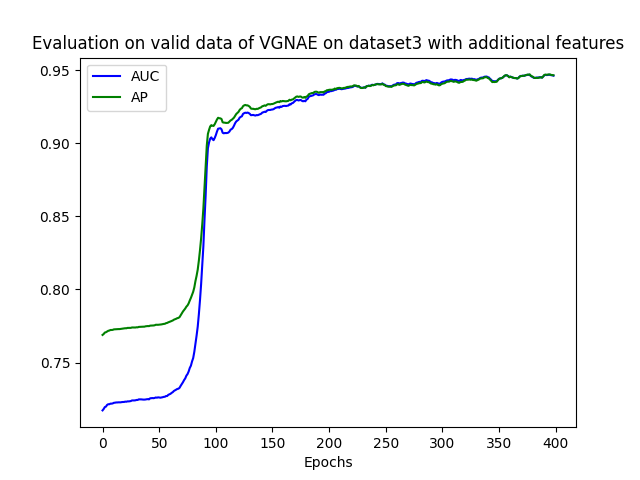 Evaluation on valid data of VGNAE on dataset3 with additional features
AUC
AP
0.95
0.90
0.85
0.80
0.75
0 50 100 150 200 250 300 350 400
Epochs